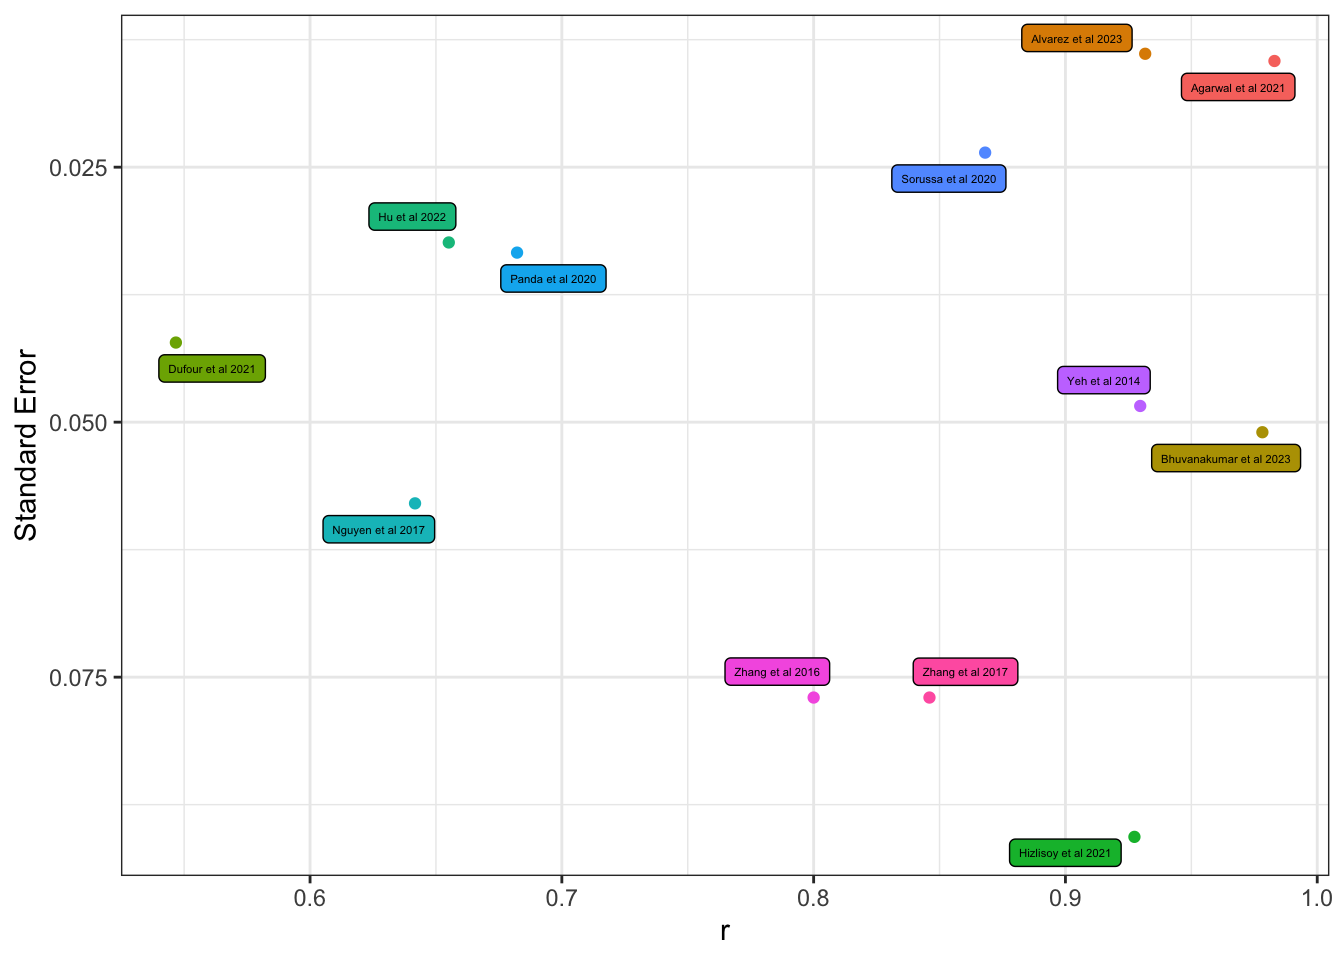 Alvarez et al 2023
Agarwal et al 2021
0.025
Sorussa et al 2020
Hu et al 2022
Panda et al 2020
Dufour et al 2021
Yeh et al 2014
0.050
Bhuvanakumar et al 2023
Nguyen et al 2017
Zhang et al 2016
Zhang et al 2017
0.075
Hizlisoy et al 2021
Standard Error
0.6
0.7
0.8
0.9
1.0
r